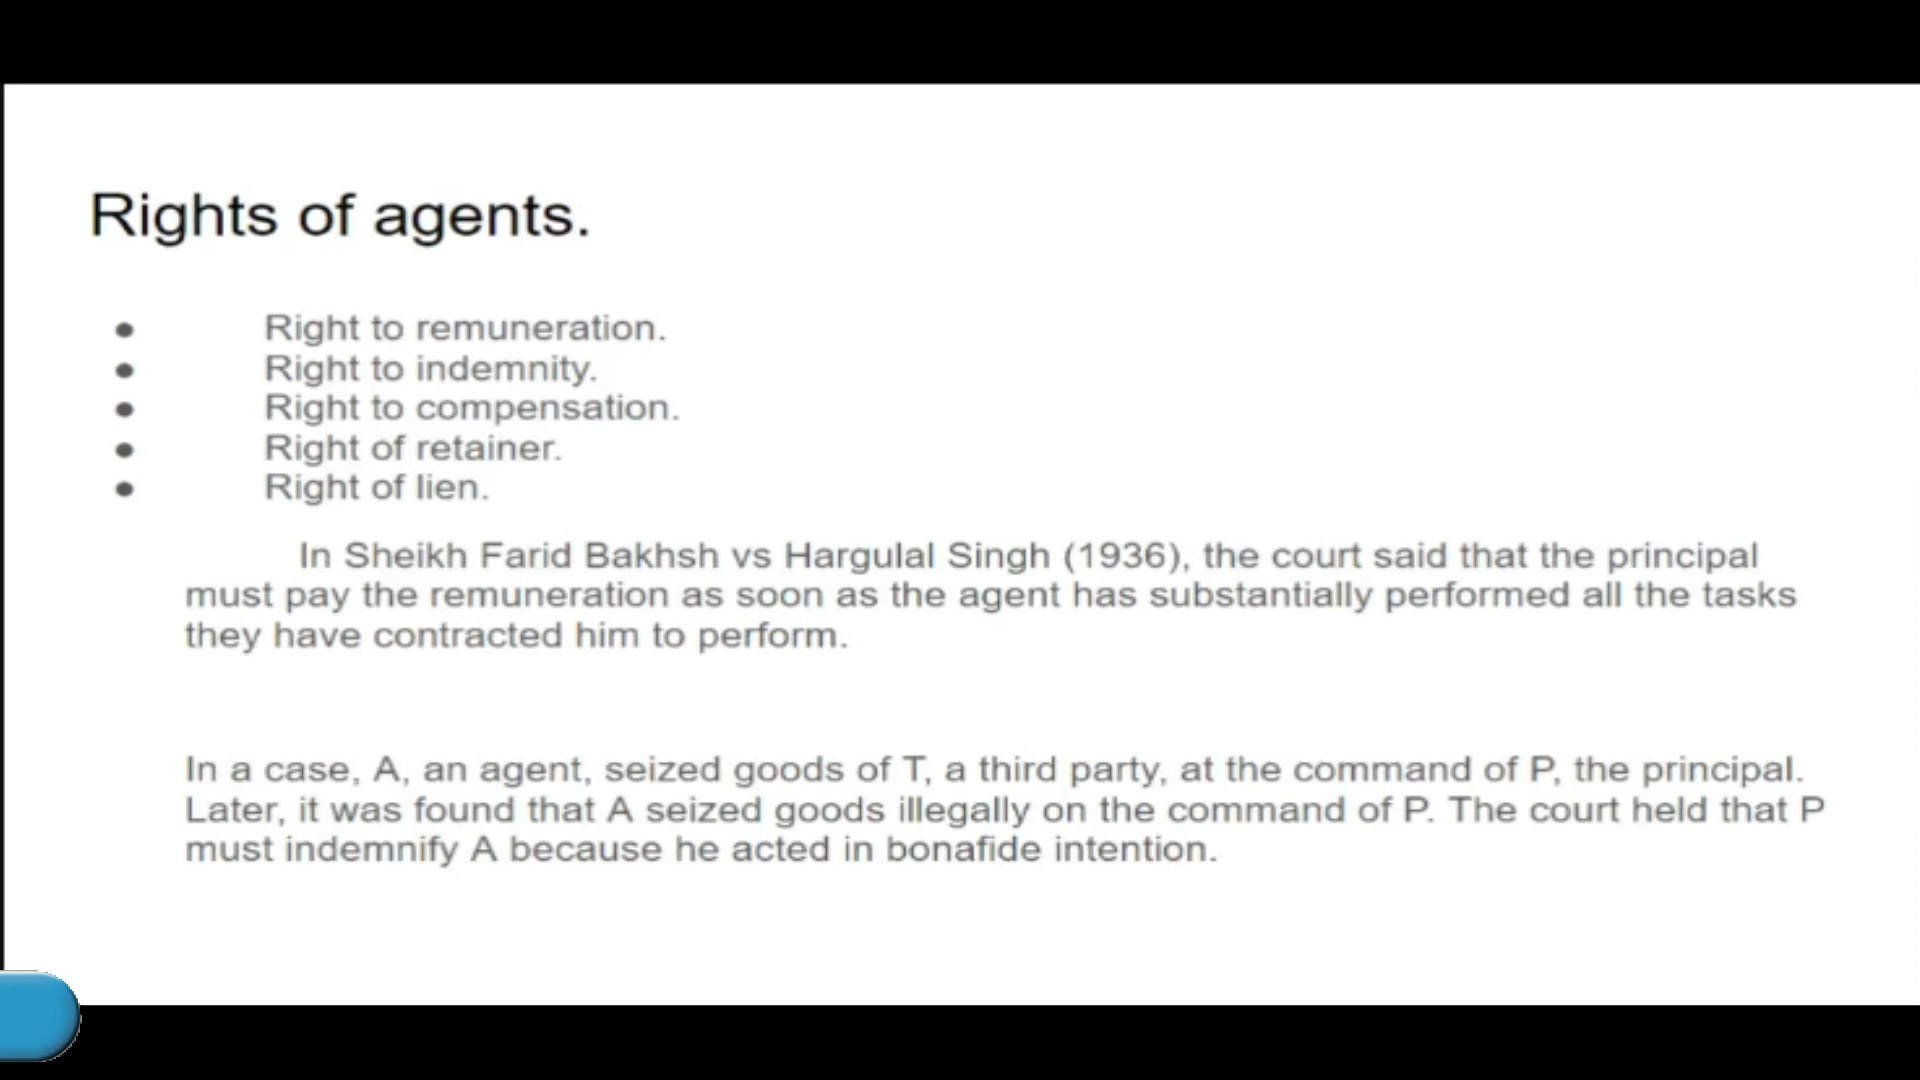 Rights of agents.
● Right to remuneration.
● Right to indemnity.
● Right to compensation.
● Right of retainer.
● Right of lien.
In Sheikh Farid Bakhsh vs Hargulal Singh (1936), the court said that the principal
must pay the remuneration as soon as the agent has substantially performed all the tasks
they have contracted him to perform.
In a case, A, an agent, seized goods of T, a third party, at the command of P, the principal.
Later, it was found that A seized goods illegally on the command of P. The court held that P
must indemnify A because he acted in bonafide intention.